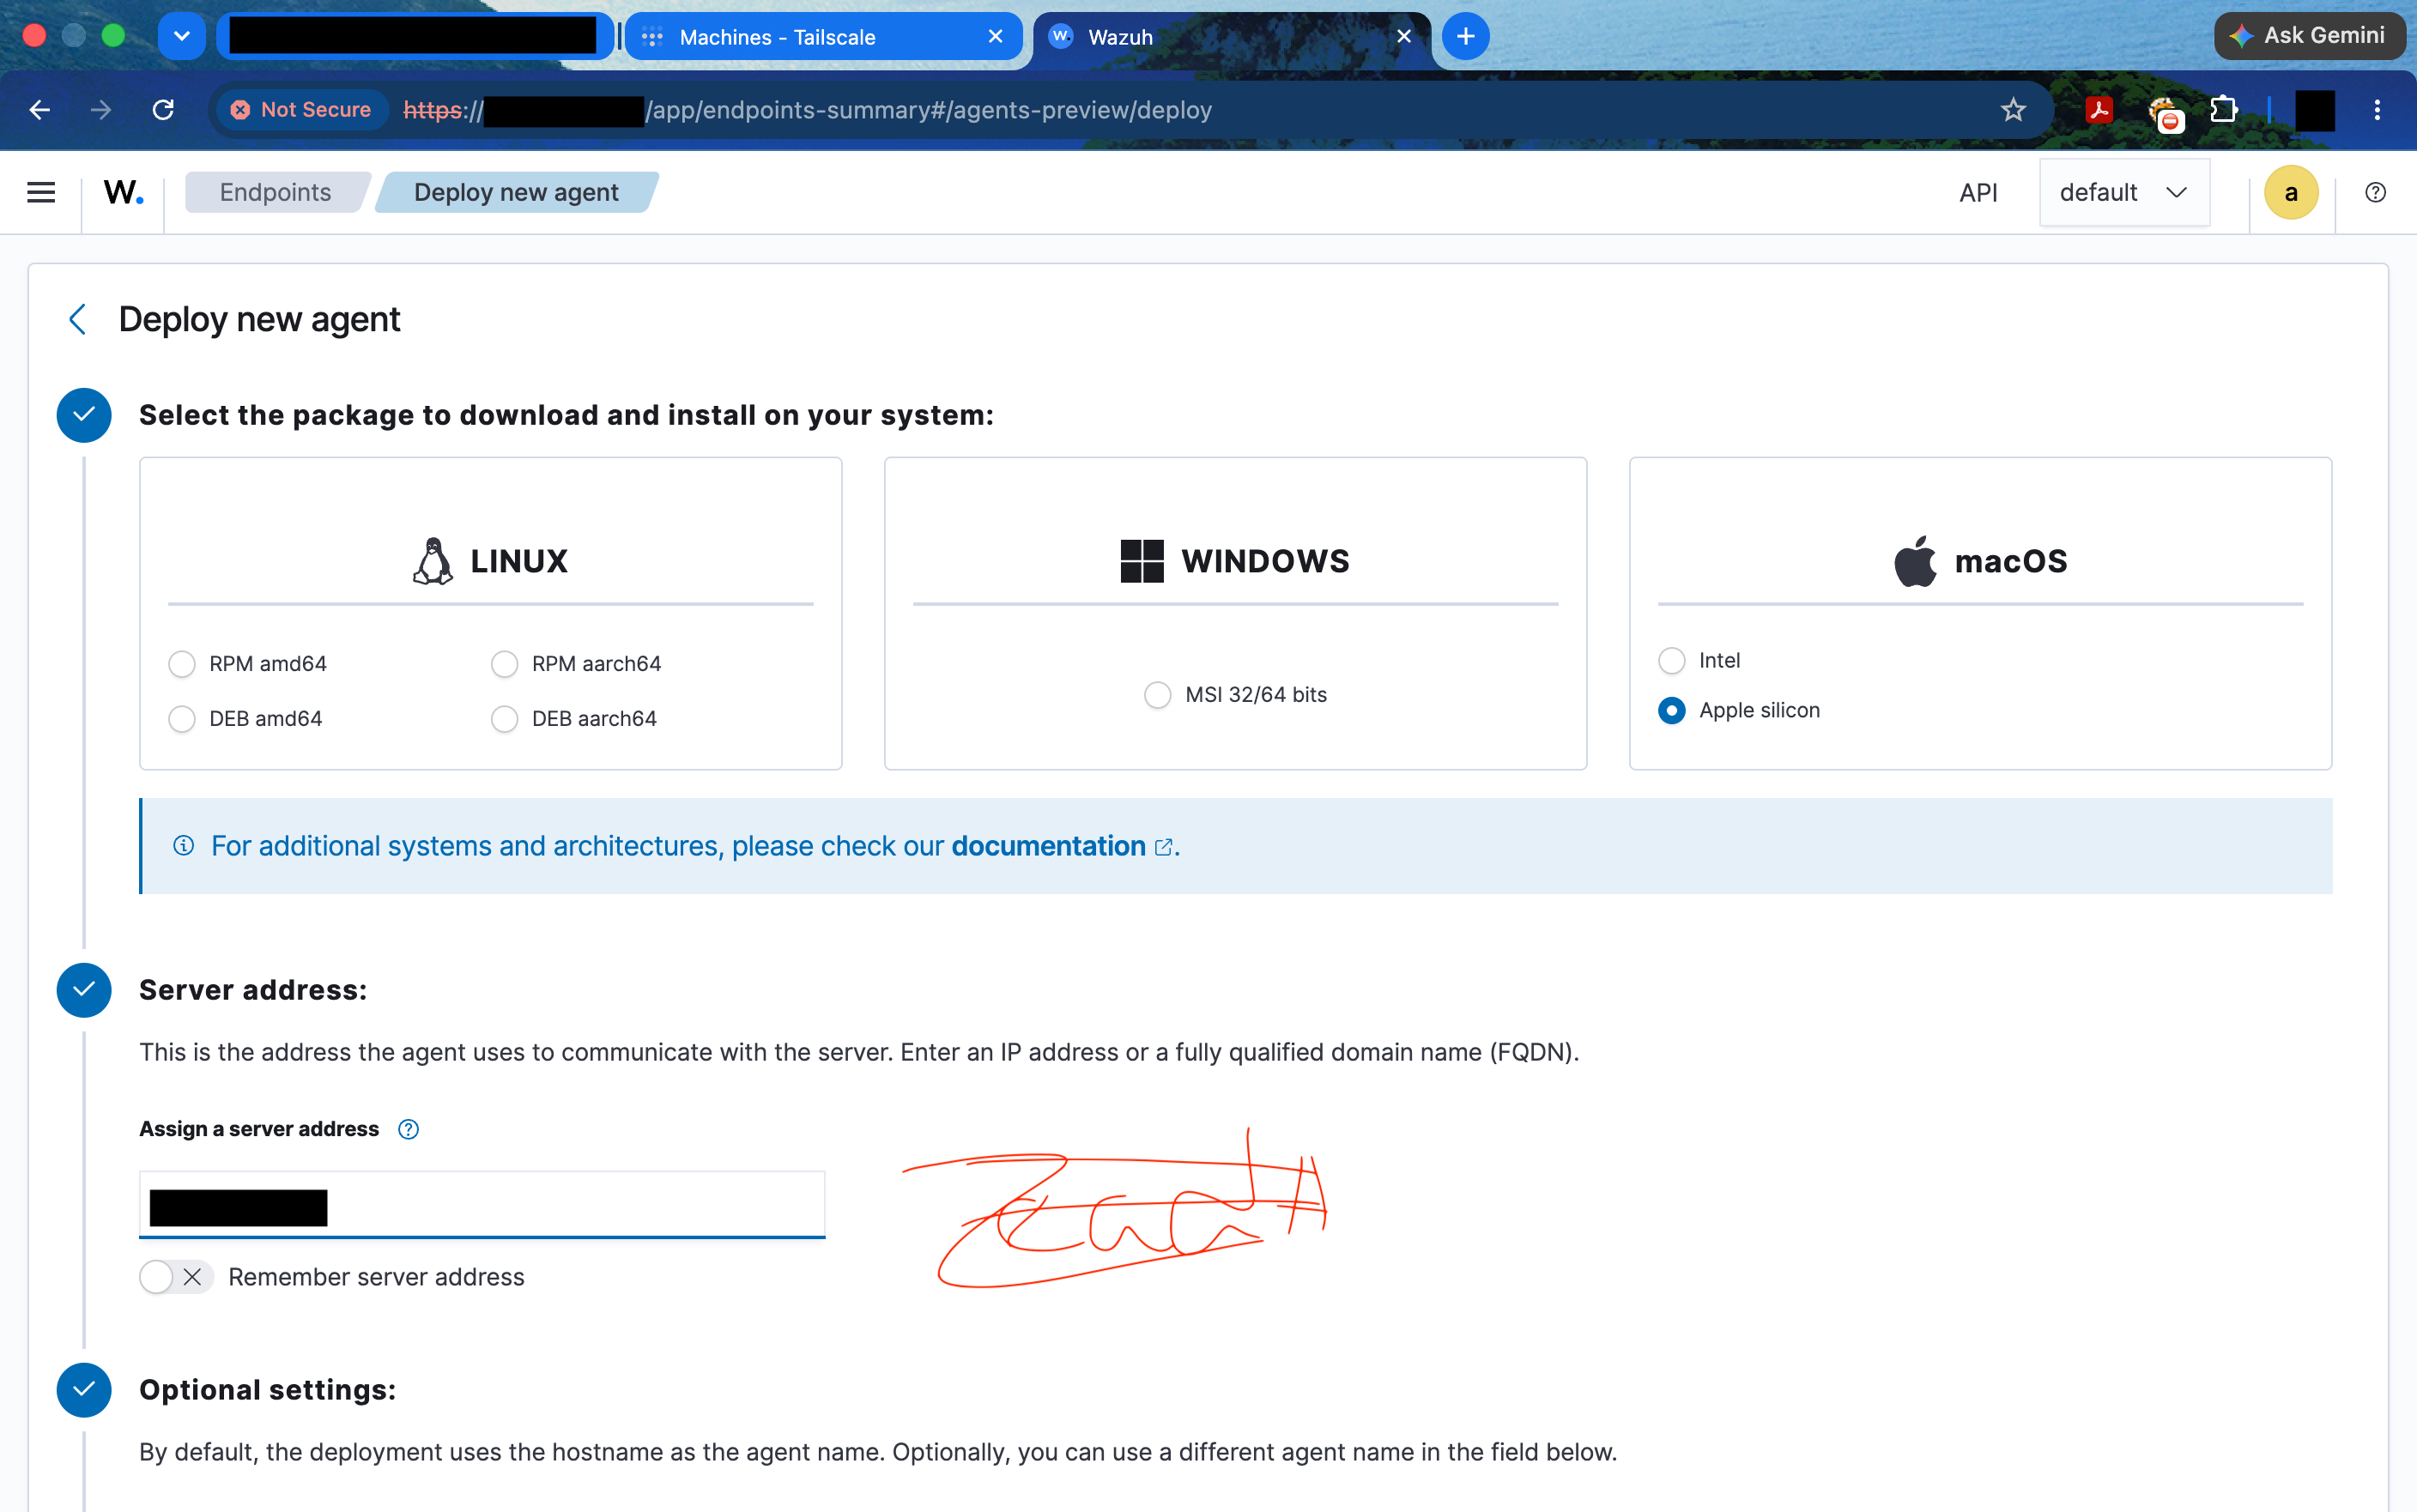 Machines - Tailscale
Wazuh
Ask Gemini
Not Secure
https://
/app/endpoints-summary#/agents-preview/deploy
W.
Endpoints
Deploy new agent
API
default
a
Deploy new agent
Select the package to download and install on your system:
LINUX
RPM amd64
RPM aarch64
DEB amd64
DEB aarch64
WINDOWS
MSI 32/64 bits
macOS
Intel
Apple silicon
For additional systems and architectures, please check our documentation.
Server address:
This is the address the agent uses to communicate with the server. Enter an IP address or a fully qualified domain name (FQDN).
Assign a server address
Remember server address
Optional settings:
By default, the deployment uses the hostname as the agent name. Optionally, you can use a different agent name in the field below.